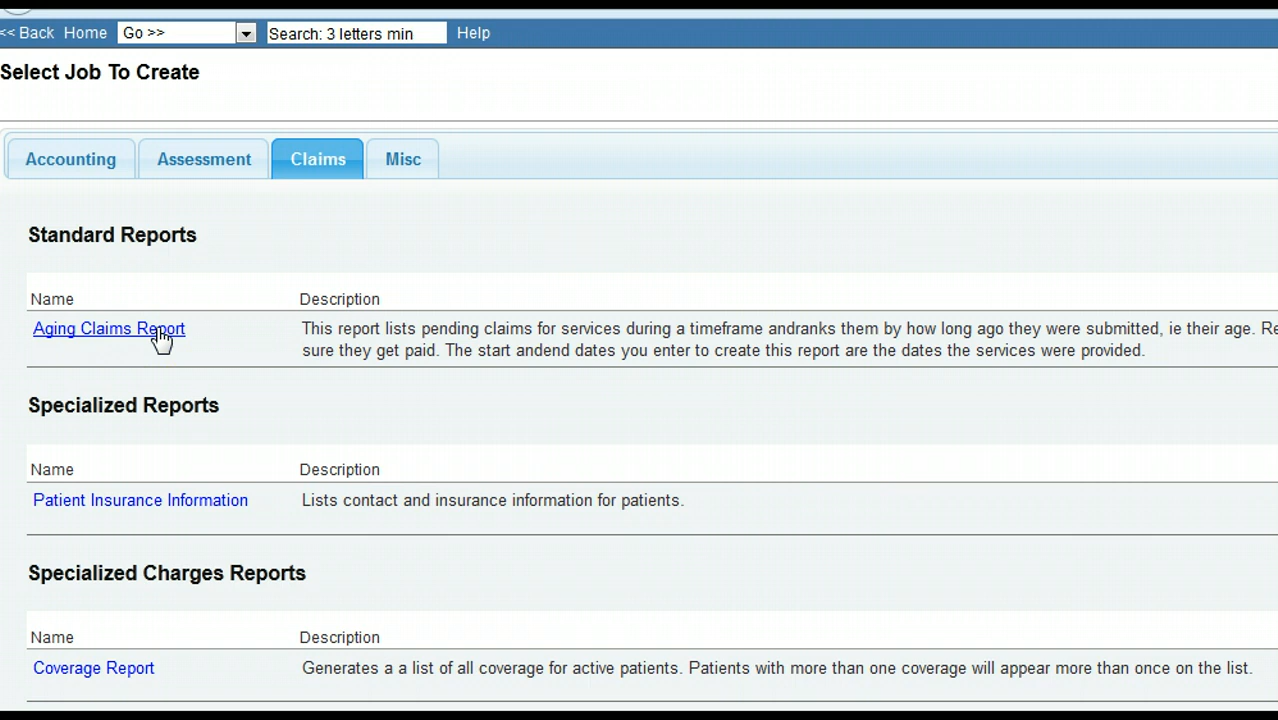 << Back Home Go >> Search: 3 letters min Help
Select Job To Create
Accounting Assessment Claims Misc
Standard Reports
Name Description
Aging Claims Report This report lists pending claims for services during a timeframe andranks them by how long ago they were submitted, ie their age.
sure they get paid. The start andend dates you enter to create this report are the dates the services were provided.
Specialized Reports
Name Description
Patient Insurance Information Lists contact and insurance information for patients.
Specialized Charges Reports
Name Description
Coverage Report Generates a a list of all coverage for active patients. Patients with more than one coverage will appear more than once on the list.